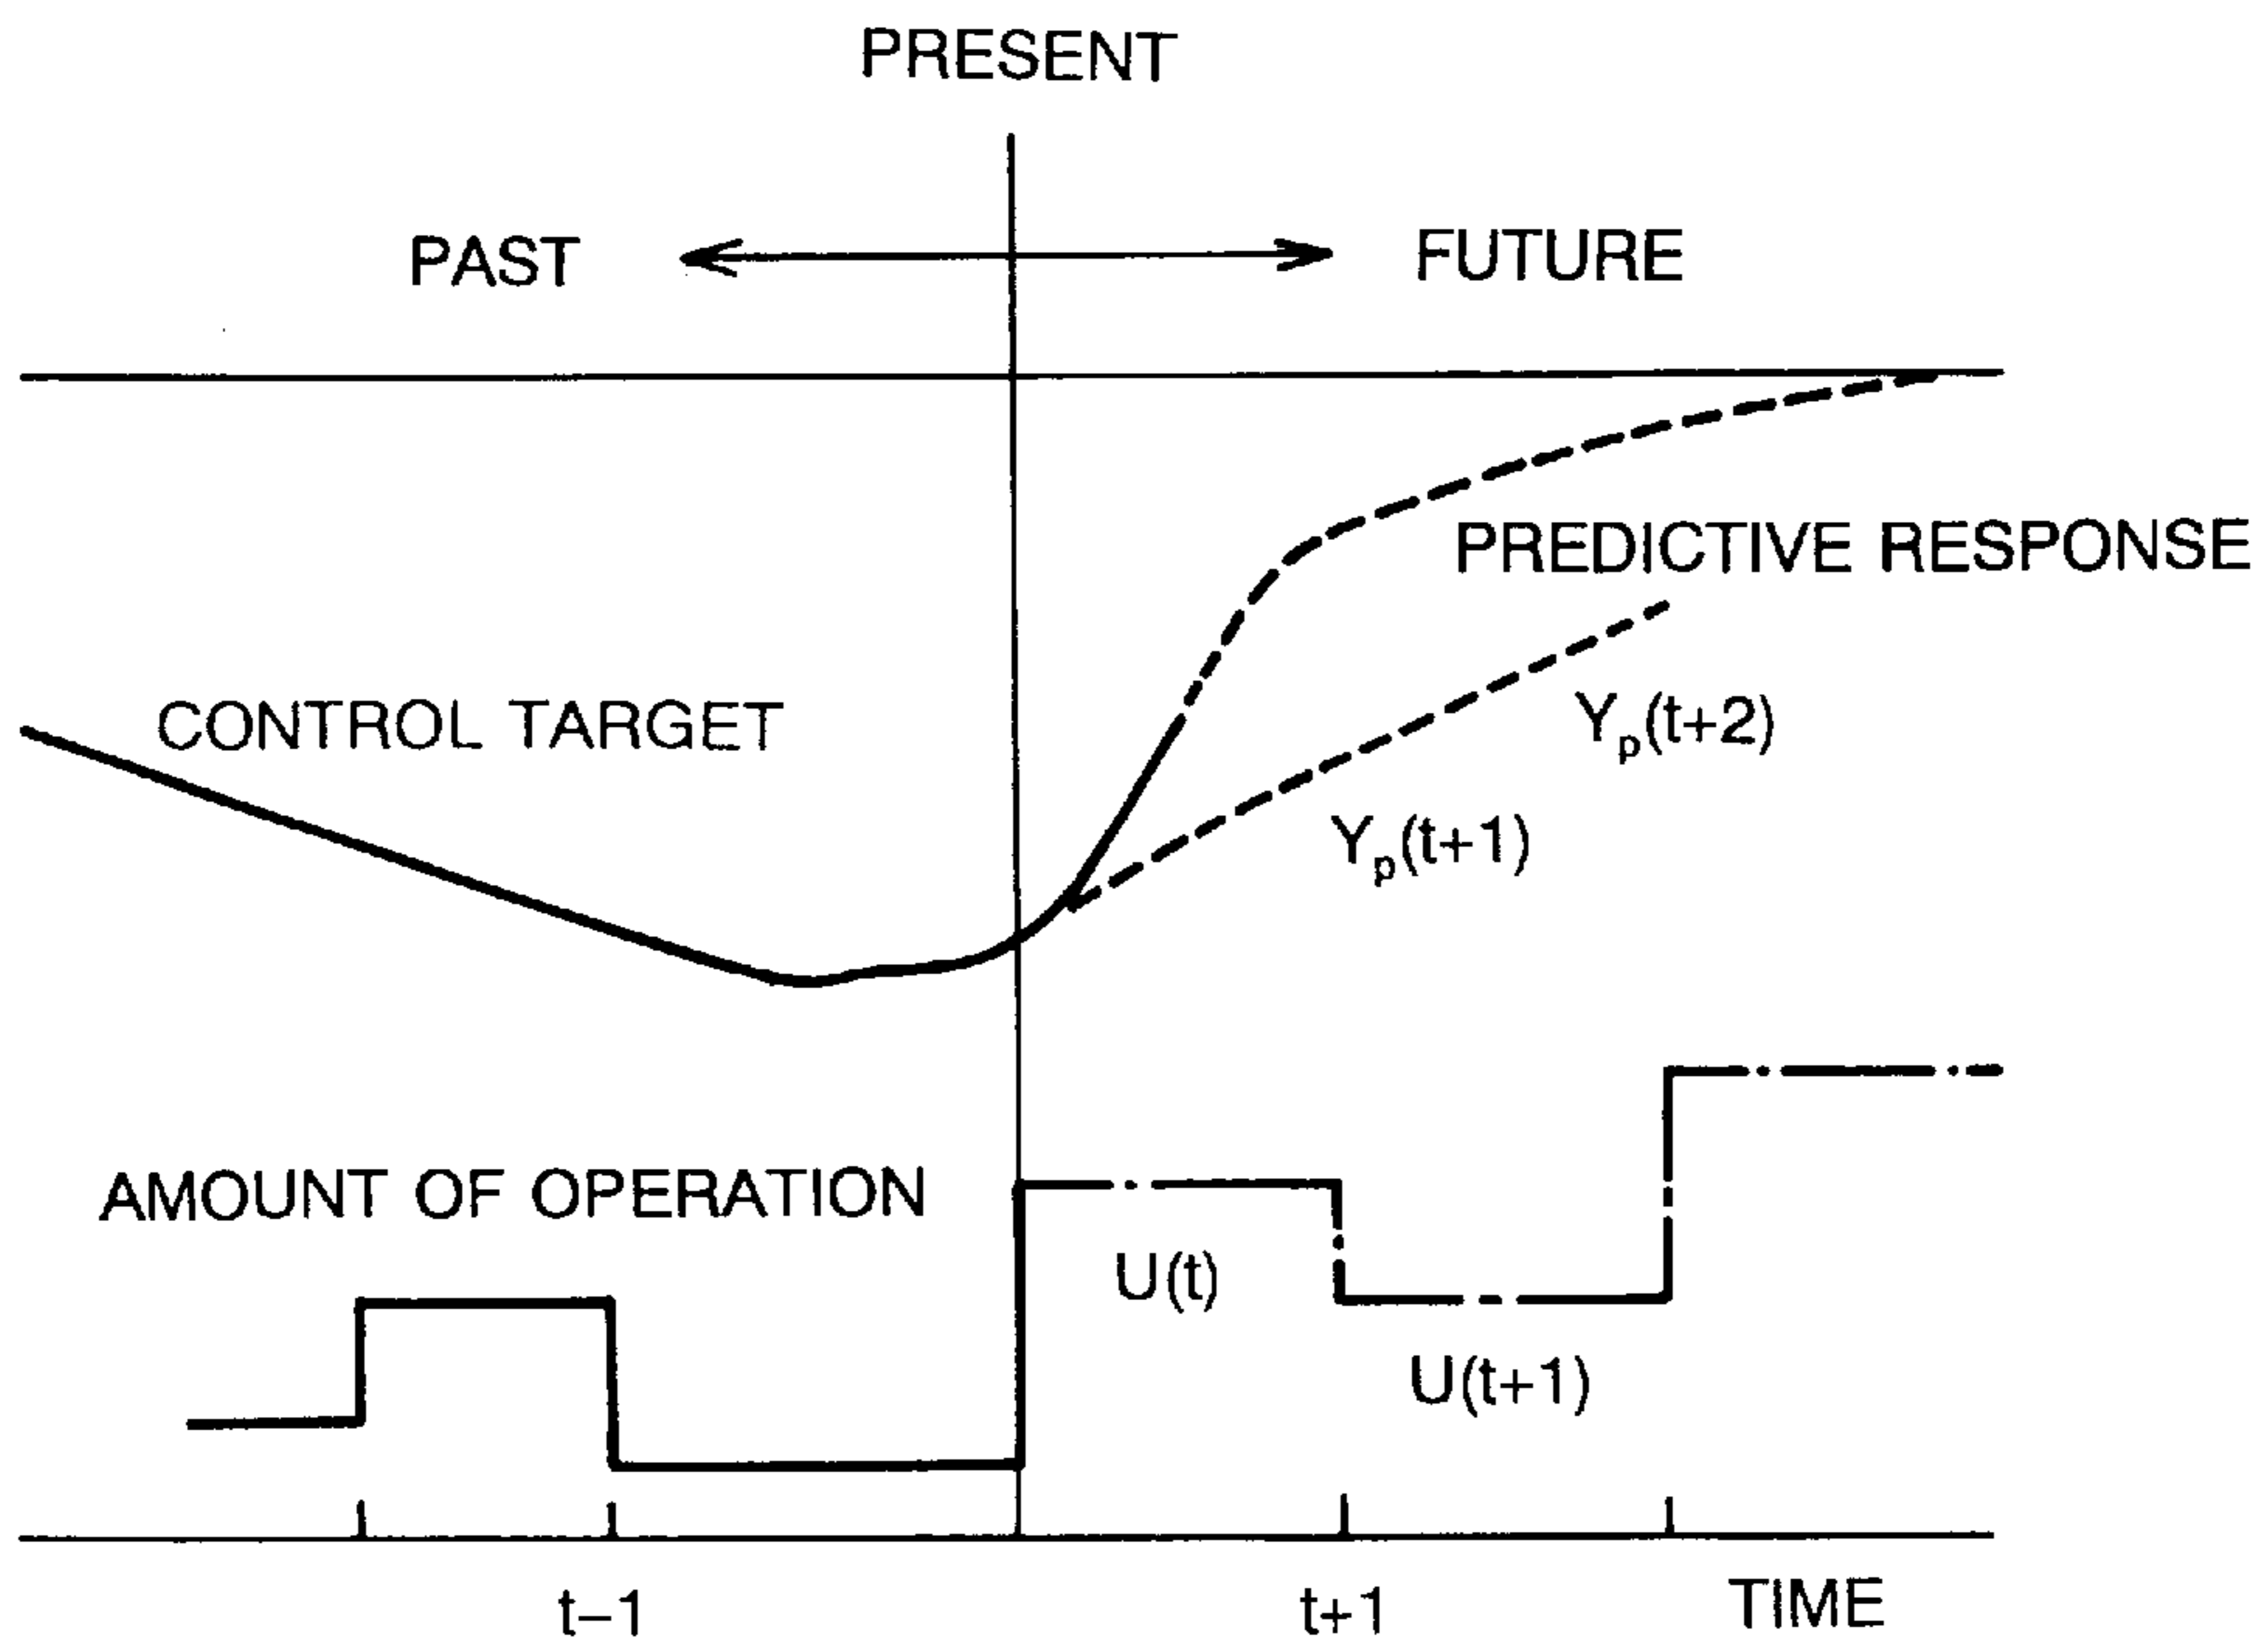 PRESENT
PAST
FUTURE
PREDICTIVE RESPONSE
CONTROL TARGET
Yp(t+2)
Yp(t+1)
AMOUNT OF OPERATION
U(t)
U(t+1)
t−1
t+1
TIME